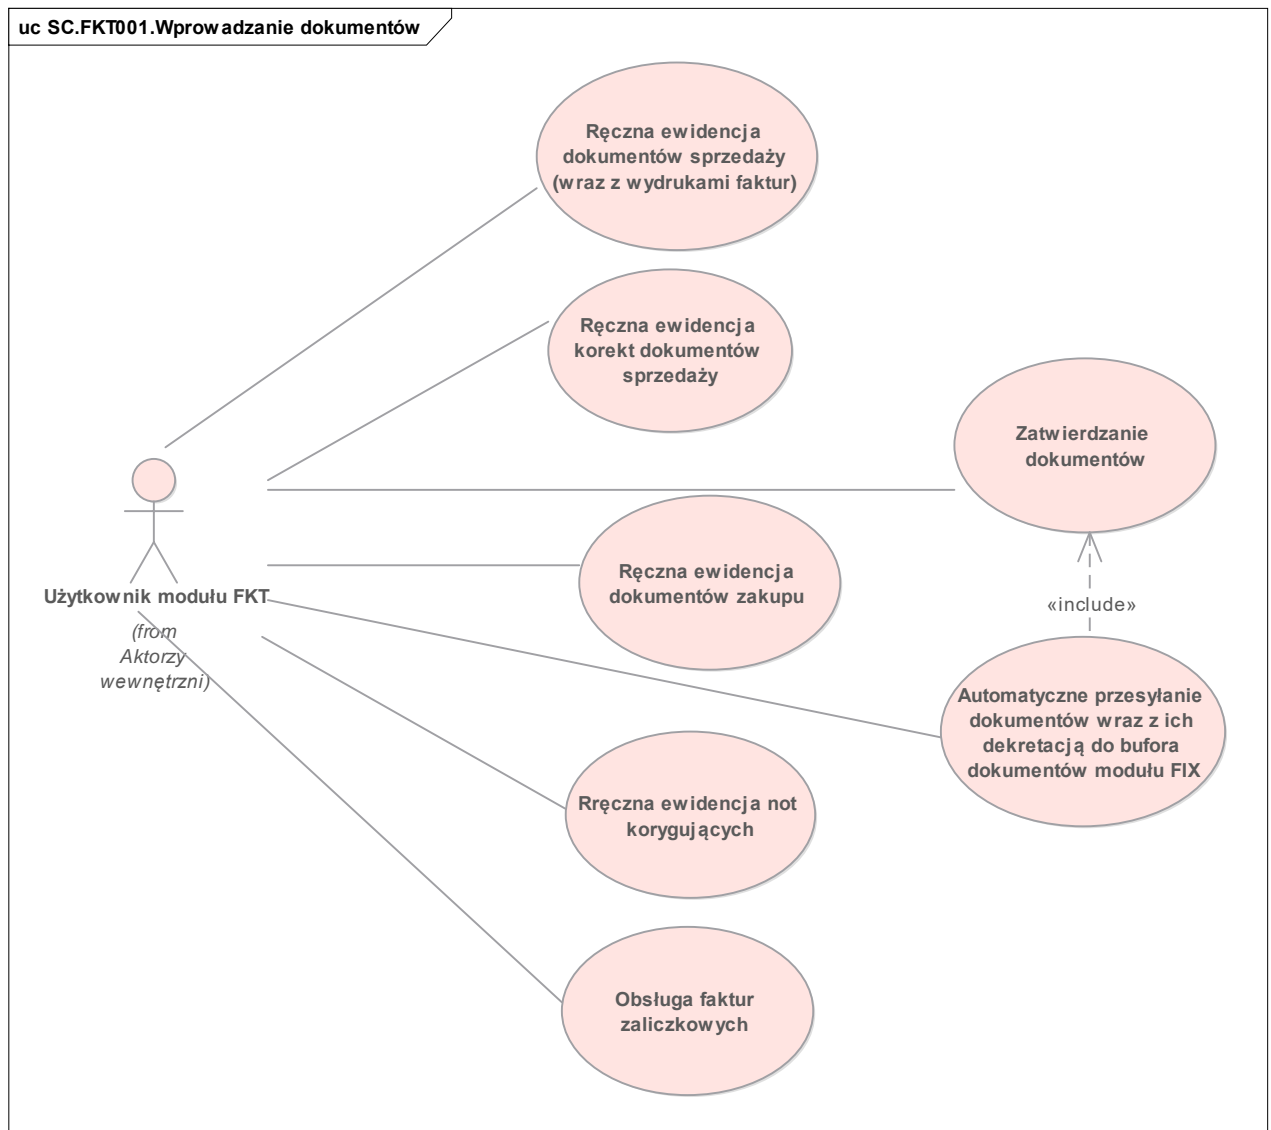 uc SC.FKT001.Wprowadzanie dokumentów
Ręczna ewidencja
dokumentów sprzedaży
(wraz z wydrukami faktur)
Ręczna ewidencja
korekt dokumentów
sprzedaży
Zatwierdzanie
dokumentów
Ręczna ewidencja
dokumentów zakupu
Użytkownik modułu FKT
(from
Aktorzy
wewnętrzni)
«include»
Automatyczne przesyłanie
dokumentów wraz z ich
dekretacją do bufora
dokumentów modułu FIX
Rręczna ewidencja not
korygujących
Obsługa faktur
zaliczkowych